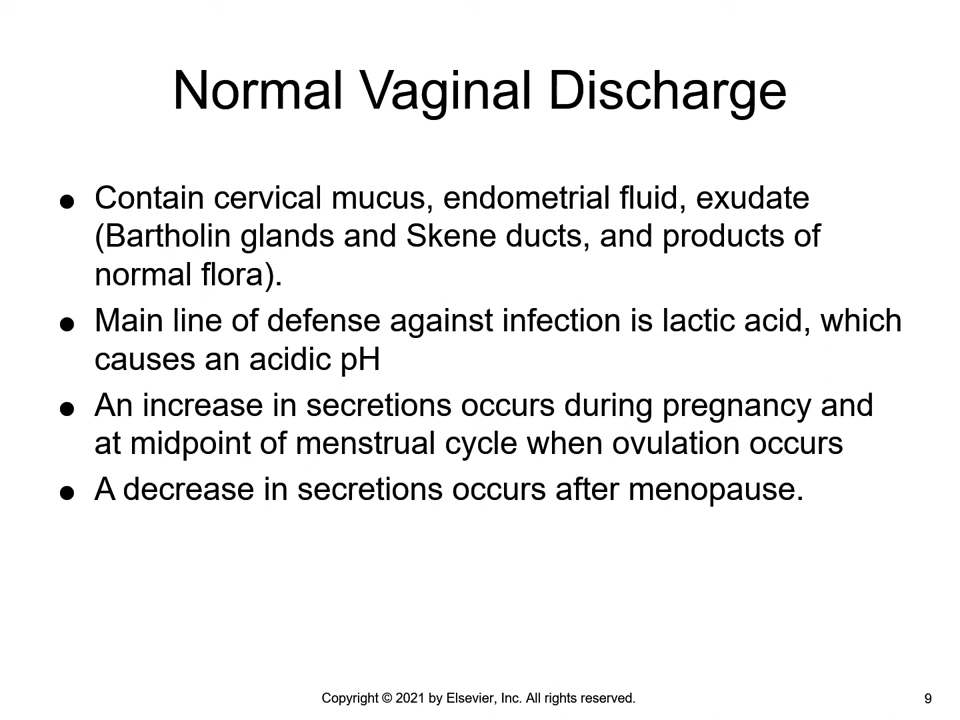 Normal Vaginal Discharge
● Contain cervical mucus, endometrial fluid, exudate
(Bartholin glands and Skene ducts, and products of
normal flora).
● Main line of defense against infection is lactic acid, which
causes an acidic pH
● An increase in secretions occurs during pregnancy and
at midpoint of menstrual cycle when ovulation occurs
● A decrease in secretions occurs after menopause.
Copyright © 2021 by Elsevier, Inc. All rights reserved.
9